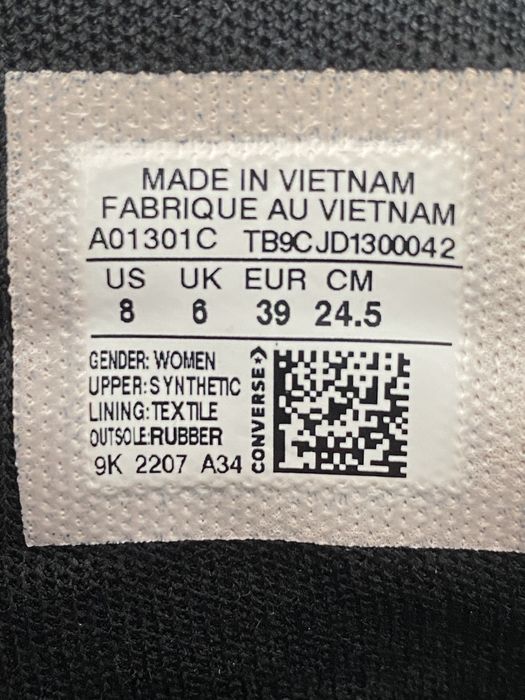 MADE IN VIETNAM
FABRIQUE AU VIETNAM
A01301C TB9CJD1300042
US UK EUR CM
8 6 39 24.5
GENDER: WOMEN
UPPER:SYNTHETIC
LINING:TEXTILE
OUTSOLE:RUBBER
9K 2207 A34
CONVERSE